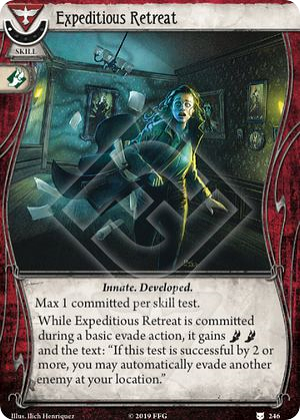 Expeditious Retreat
SKILL
Innate. Developed.
Max 1 committed per skill test.
While Expeditious Retreat is committed
during a basic evade action, it gains
and the text: “If this test is successful by 2 or
more, you may automatically evade another
enemy at your location.”
Illus. Ilich Henriquez
© 2019 FFG
246